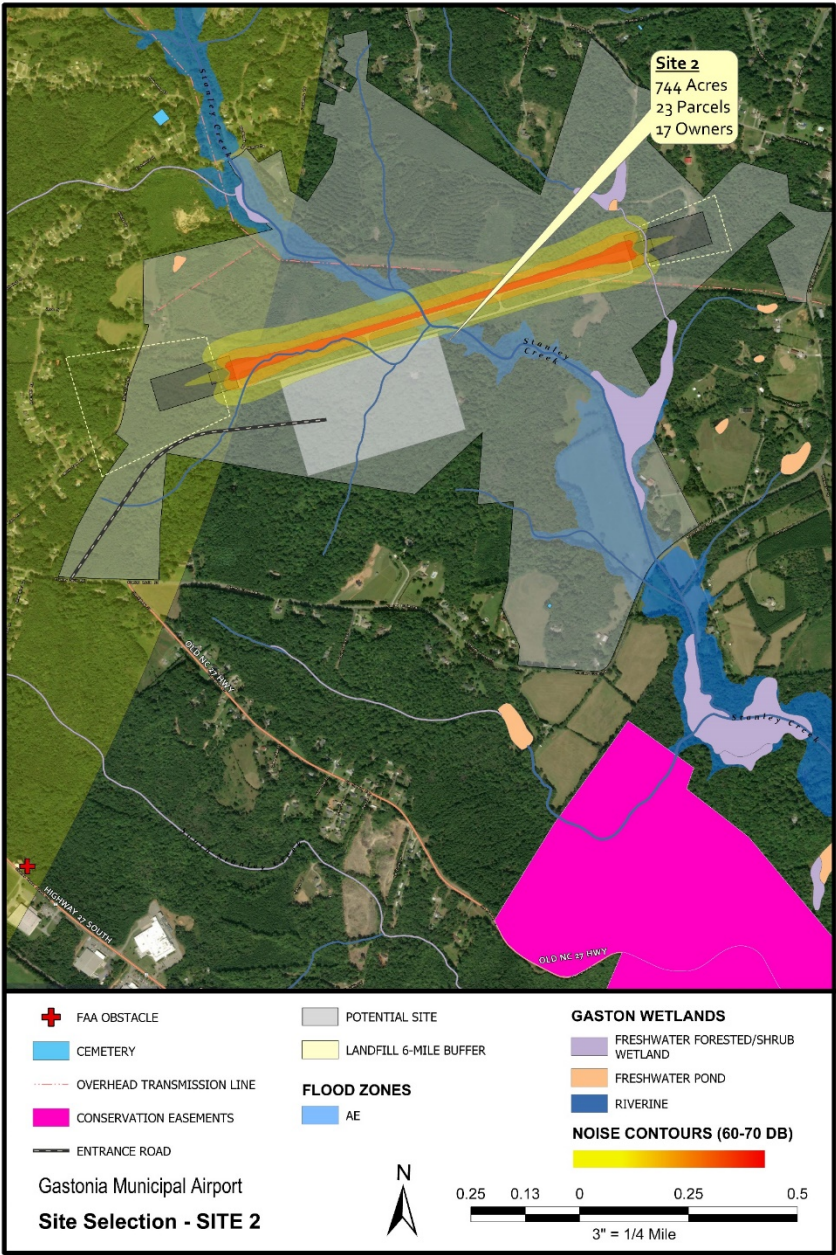 Site 2
744 Acres
23 Parcels
17 Owners
Stanley Creek
Stanley
Creek
Stanley Creek
OLD NC 27 HWY
HIGHWAY 27 SOUTH
OLD NC 27 HWY
FAA OBSTACLE
CEMETERY
OVERHEAD TRANSMISSION LINE
CONSERVATION EASEMENTS
ENTRANCE ROAD
POTENTIAL SITE
LANDFILL 6-MILE BUFFER
FLOOD ZONES
AE
GASTON WETLANDS
FRESHWATER FORESTED/SHRUB
WETLAND
FRESHWATER POND
RIVERINE
NOISE CONTOURS (60-70 DB)
Gastonia Municipal Airport
Site Selection - SITE 2
N
0.25 0.13 0 0.25 0.5
3" = 1/4 Mile